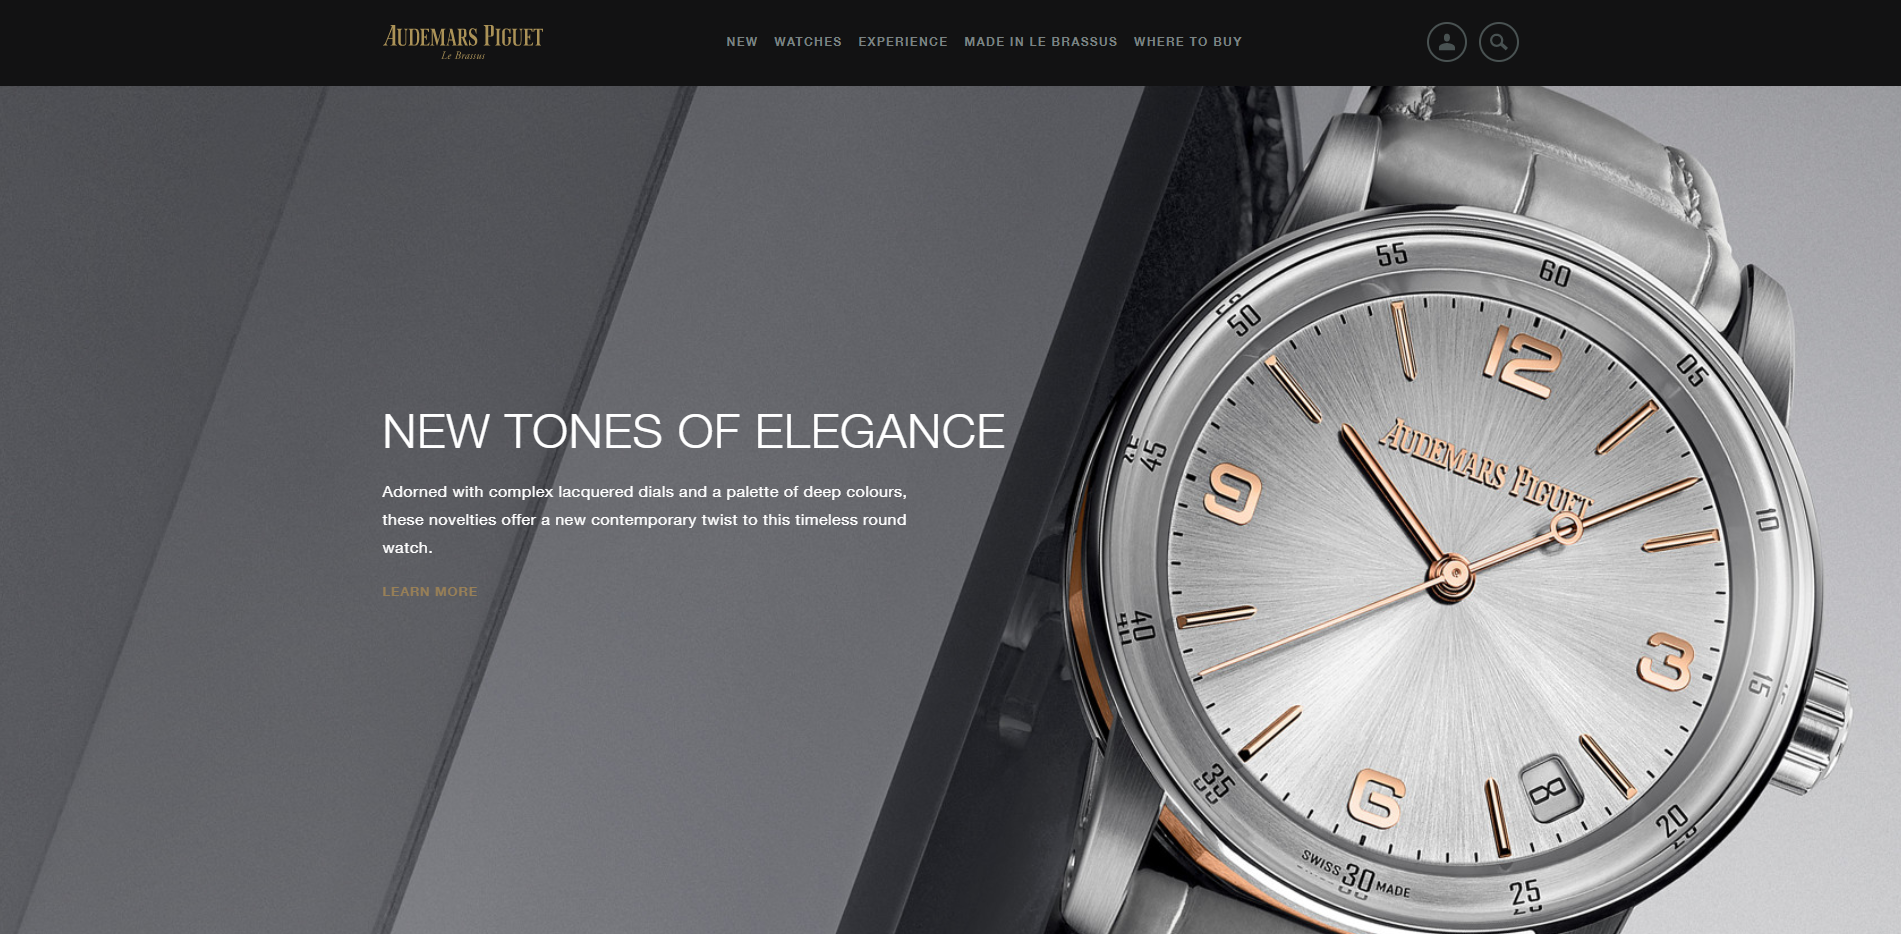 AUDEMARS PIGUET
Le Brassus
NEW WATCHES EXPERIENCE MADE IN LE BRASSUS WHERE TO BUY
NEW TONES OF ELEGANCE
Adorned with complex lacquered dials and a palette of deep colours,
these novelties offer a new contemporary twist to this timeless round
watch.
LEARN MORE
55
60
50
05
12
AUDEMARS PIGUET
45
9
10
40
3
15
35
6
8
20
SWISS 30 MADE
25